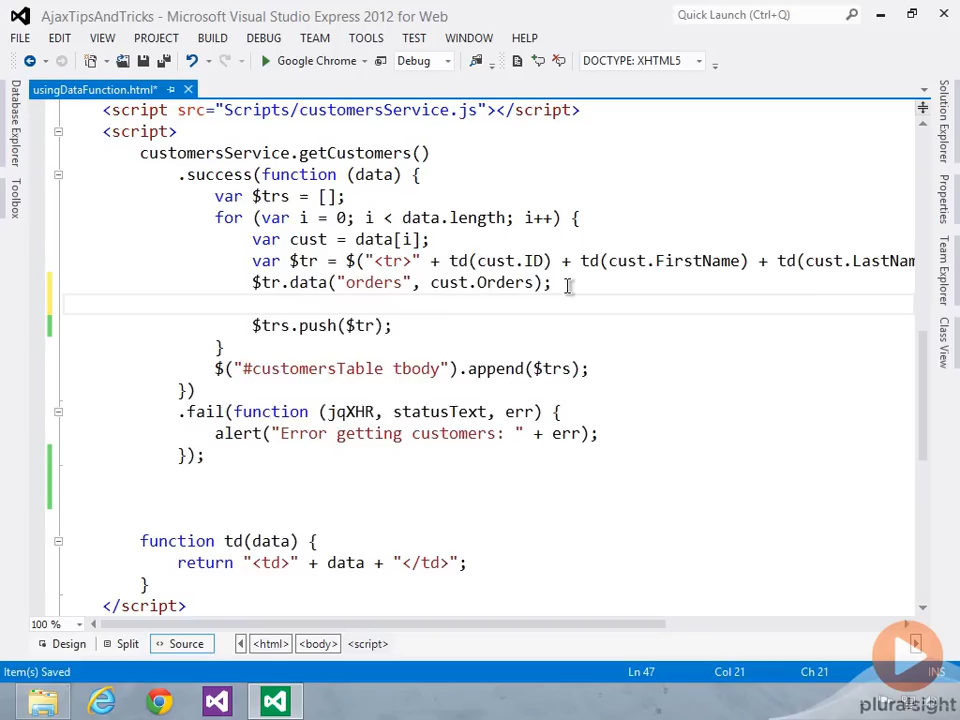 AjaxTipsAndTricks - Microsoft Visual Studio Express 2012 for Web
Quick Launch (Ctrl+Q)
FILE EDIT VIEW PROJECT BUILD DEBUG TEAM TOOLS TEST WINDOW HELP
Google Chrome Debug DOCTYPE: XHTML5
usingDataFunction.html*
Database Explorer
Toolbox
Solution Explorer
Properties
Team Explorer
Class View
<script src="Scripts/customersService.js"></script>
<script>
customersService.getCustomers()
.success(function (data) {
var $trs = [];
for (var i = 0; i < data.length; i++) {
var cust = data[i];
var $tr = $("<tr>" + td(cust.ID) + td(cust.FirstName) + td(cust.LastNam
$tr.data("orders", cust.Orders);
$trs.push($tr);
}
$("#customersTable tbody").append($trs);
})
.fail(function (jqXHR, statusText, err) {
alert("Error getting customers: " + err);
});
function td(data) {
return "<td>" + data + "</td>";
}
</script>
100 %
Design Split Source <html> <body> <script>
Item(s) Saved Ln 47 Col 21 Ch 21 INS
pluralsight